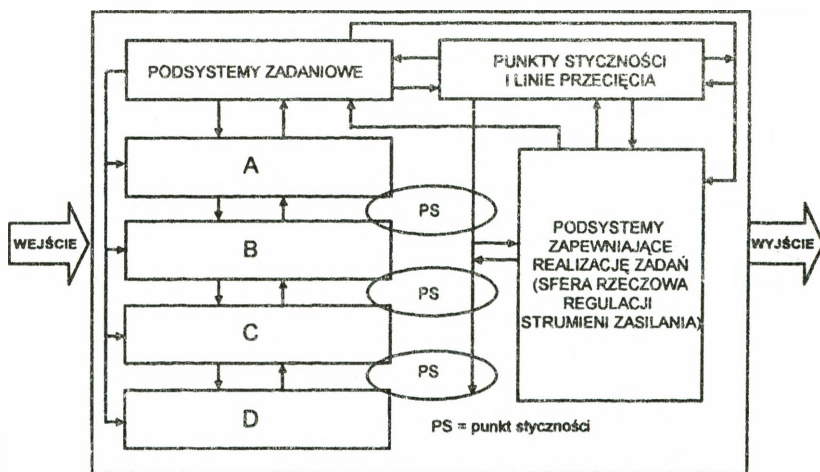 PODSYSTEMY ZADANIOWE
PUNKTY STYCZNOŚCI
I LINIE PRZECIĘCIA
A
PS
B
PS
C
PS
D
WEJŚCIE
PODSYSTEMY
ZAPEWNIAJĄCE
REALIZACJĘ ZADAŃ
(SFERA RZECZOWA
REGULACJI
STRUMIENI ZASILANIA)
WYJŚCIE
PS = punkt styczności